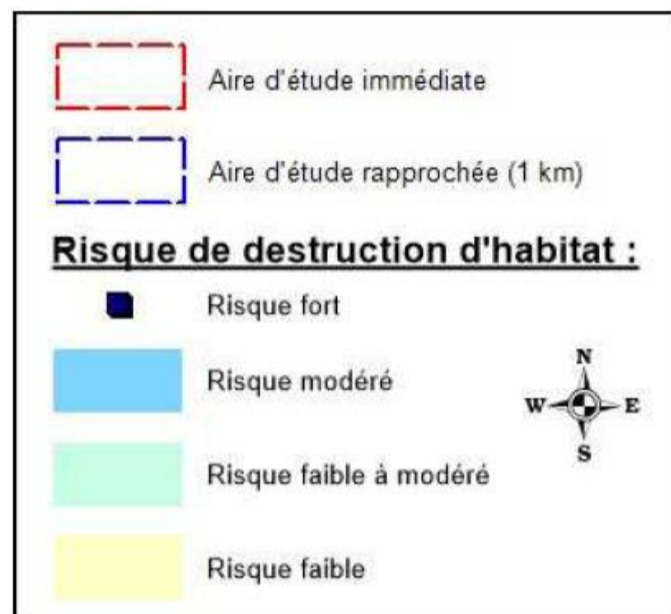 Aire d'étude immédiate
Aire d'étude rapprochée (1 km)
Risque de destruction d'habitat :
Risque fort
Risque modéré
N
W E
S
Risque faible à modéré
Risque faible